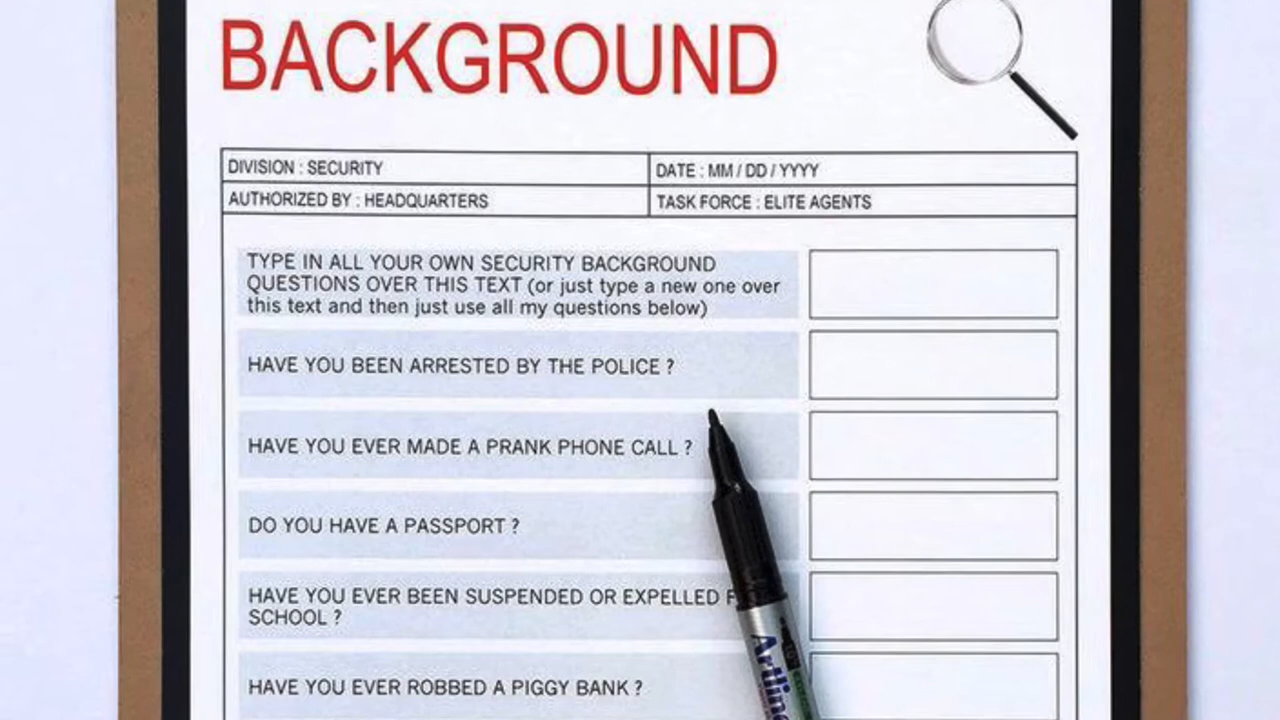 BACKGROUND
DIVISION : SECURITY
DATE : MM / DD / YYYY
AUTHORIZED BY : HEADQUARTERS
TASK FORCE : ELITE AGENTS
TYPE IN ALL YOUR OWN SECURITY BACKGROUND
QUESTIONS OVER THIS TEXT (or just type a new one over
this text and then just use all my questions below)
HAVE YOU BEEN ARRESTED BY THE POLICE ?
HAVE YOU EVER MADE A PRANK PHONE CALL ?
DO YOU HAVE A PASSPORT ?
HAVE YOU EVER BEEN SUSPENDED OR EXPELLED
SCHOOL ?
HAVE YOU EVER ROBBED A PIGGY BANK ?
Artline